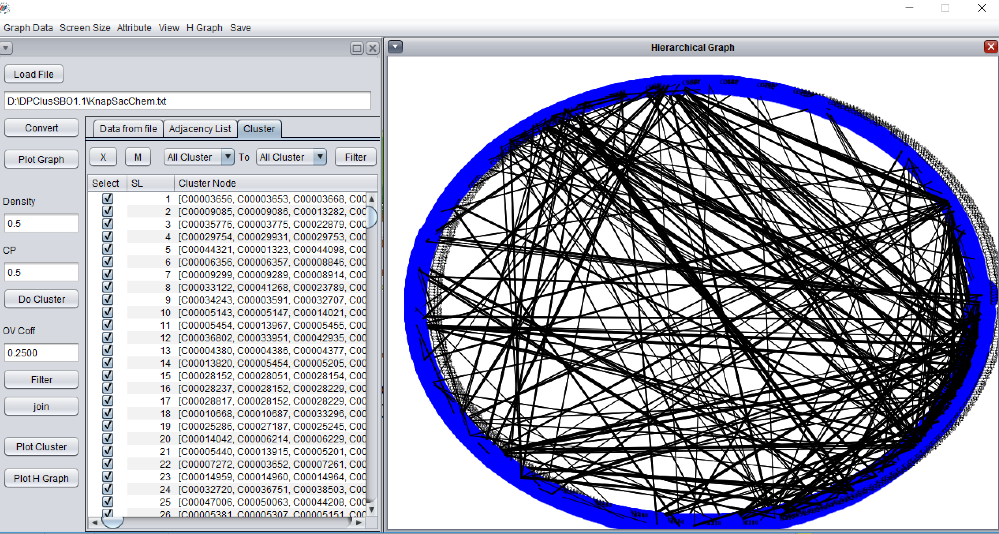 Graph Data Screen Size Attribute View H Graph Save
Hierarchical Graph
Load File
D:\DPClusSBO1.1\KnapSacChem.txt
Convert
Plot Graph
Density
0.5
CP
0.5
Do Cluster
OV Coff
0.2500
Filter
join
Plot Cluster
Plot H Graph
Data from file Adjacency List Cluster
X M All Cluster To All Cluster Filter
Select SL Cluster Node
1 [C00003656, C00003653, C00003668, C00
2 [C00009085, C00009086, C00013282, C00
3 [C00035776, C00003775, C00022879, C00
4 [C00029754, C00029931, C00029753, C00
5 [C00044321, C00001323, C00044098, C00
6 [C00006356, C00006357, C00008846, C00
7 [C00009299, C00009289, C00008914, C00
8 [C00033122, C00041268, C00023789, C00
9 [C00034243, C00003591, C00032707, C00
10 [C00005143, C00005147, C00014021, C00
11 [C00005454, C00013967, C00005455, C00
12 [C00036802, C00033951, C00042935, C00
13 [C00004380, C00004386, C00004377, C00
14 [C00013820, C00005454, C00005205, C00
15 [C00028152, C00028051, C00028154, C00
16 [C00028237, C00028152, C00028229, C00
17 [C00028817, C00028152, C00028229, C00
18 [C00010668, C00010687, C00033296, C00
19 [C00025286, C00027187, C00025245, C00
20 [C00014042, C00006214, C00006229, C00
21 [C00005440, C00013915, C00005201, C00
22 [C00007272, C00003652, C00007261, C00
23 [C00014959, C00014960, C00014964, C00
24 [C00032720, C00036751, C00038503, C00
25 [C00047006, C00050063, C00044208, C00
26 [C00005381, C00005307, C00005151, C00